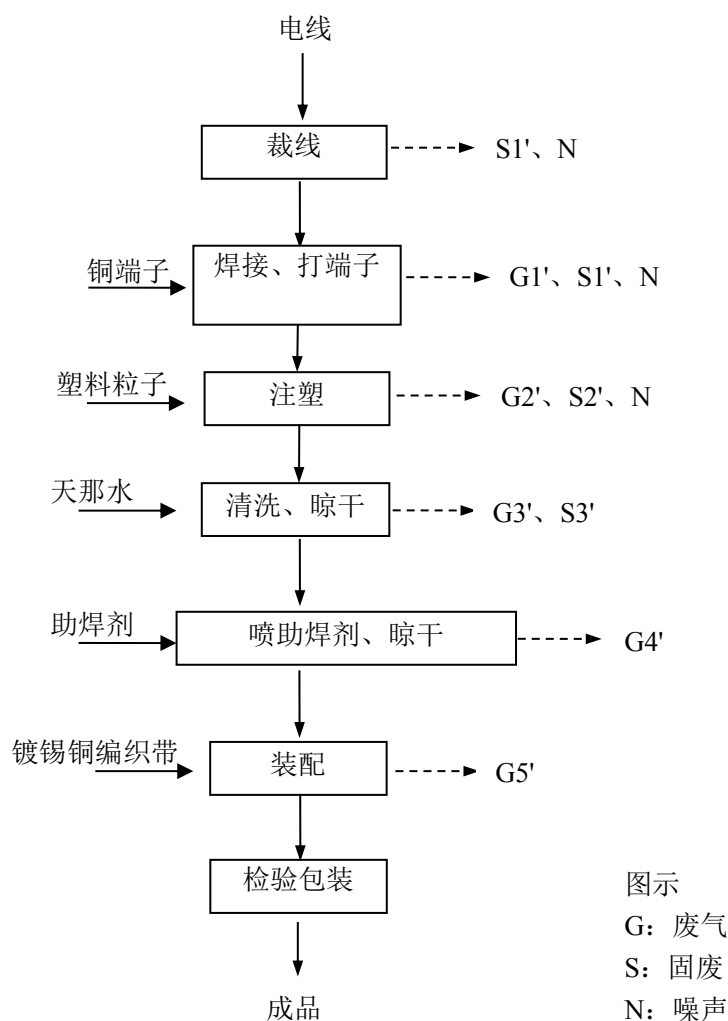 电线
裁线
S1'、N
铜端子
焊接、打端子
G1'、S1'、N
塑料粒子
注塑
G2'、S2'、N
天那水
清洗、晾干
G3'、S3'
助焊剂
喷助焊剂、晾干
G4'
镀锡铜编织带
装配
G5'
检验包装
成品
图示
G：废气
S：固废
N：噪声